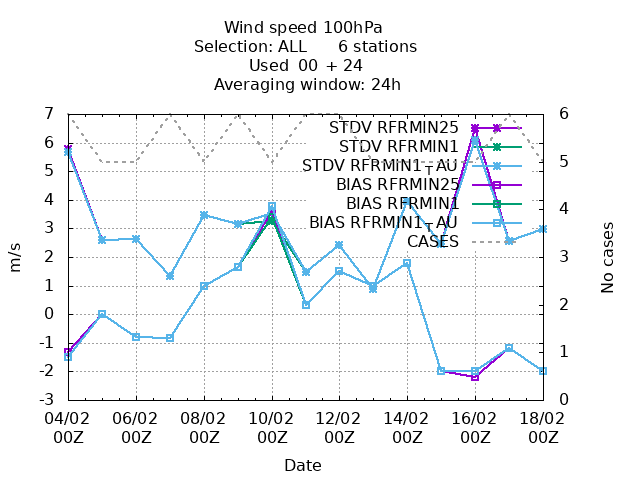 Wind speed 100hPa
Selection: ALL 6 stations
Used 00 + 24
Averaging window: 24h
7
6
5
4
3
2
1
0
-1
-2
-3
m/s
STDV RFRMIN25
STDV RFRMIN1
STDV RFRMIN1TAU
BIAS RFRMIN25
BIAS RFRMIN1
BIAS RFRMIN1TAU
CASES
6
5
4
3
2
1
0
No cases
04/02 06/02 08/02 10/02 12/02 14/02 16/02 18/02
00Z 00Z 00Z 00Z 00Z 00Z 00Z 00Z
Date